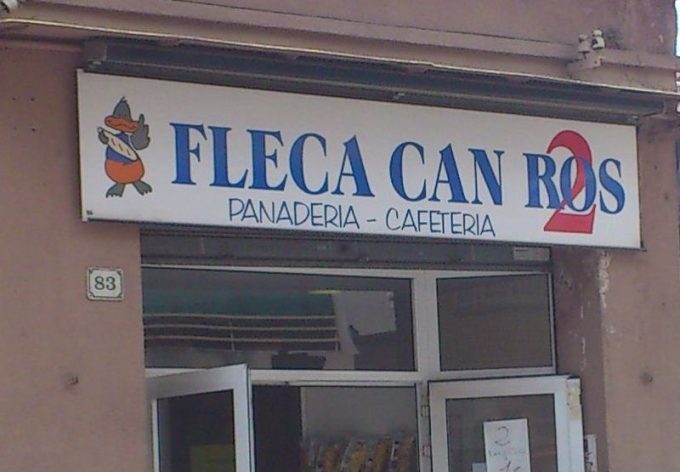 FLECA CAN ROS 2
PANADERIA - CAFETERIA
83